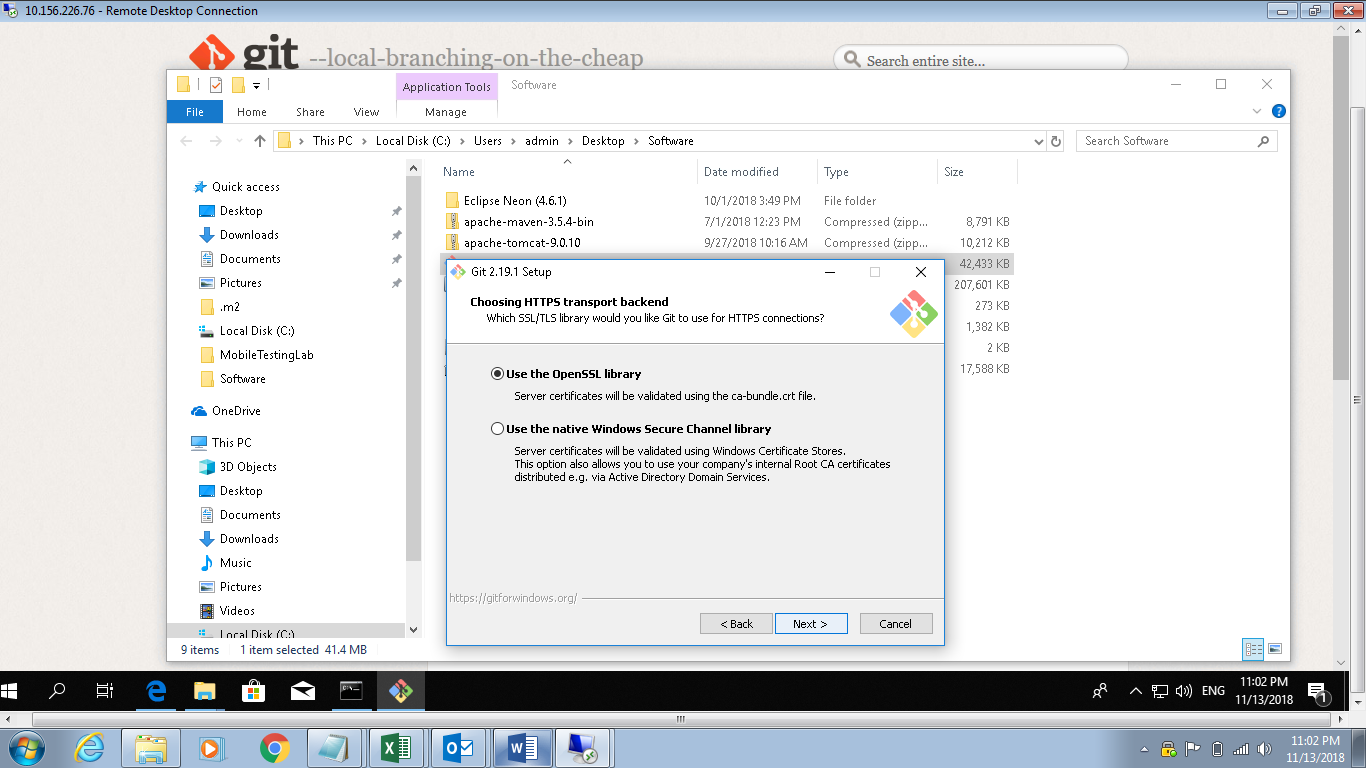 10.156.226.76 - Remote Desktop Connection
git --local-branching-on-the-cheap
Search entire site...
Application Tools
Software
File
Home
Share
View
Manage
This PC
Local Disk (C:)
Users
admin
Desktop
Software
Search Software
Name
Date modified
Type
Size
Quick access
Desktop
Downloads
Documents
Pictures
.m2
Local Disk (C:)
MobileTestingLab
Software
OneDrive
This PC
3D Objects
Desktop
Documents
Downloads
Music
Pictures
Videos
Local Disk (C:)
Eclipse Neon (4.6.1) 10/1/2018 3:49 PM File folder
apache-maven-3.5.4-bin 7/1/2018 12:23 PM Compressed (zipp... 8,791 KB
apache-tomcat-9.0.10 9/27/2018 10:16 AM Compressed (zipp... 10,212 KB
42,433 KB
207,601 KB
273 KB
1,382 KB
2 KB
17,588 KB
Git 2.19.1 Setup
Choosing HTTPS transport backend
Which SSL/TLS library would you like Git to use for HTTPS connections?
Use the OpenSSL library
Server certificates will be validated using the ca-bundle.crt file.
Use the native Windows Secure Channel library
Server certificates will be validated using Windows Certificate Stores.
This option also allows you to use your company's internal Root CA certificates
distributed e.g. via Active Directory Domain Services.
https://gitforwindows.org/
< Back
Next >
Cancel
9 items
1 item selected 41.4 MB
ENG
11:02 PM
11/13/2018
1
11:02 PM
11/13/2018